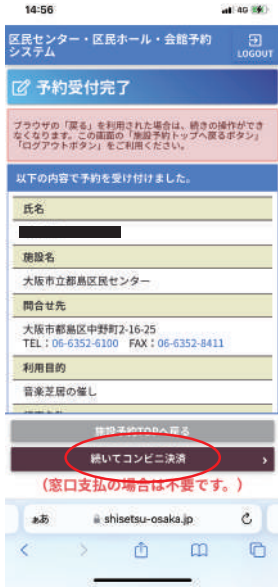 14:56
4G
区民センター・区民ホール・会館予約
システム
LOGOUT
予約受付完了
ブラウザの「戻る」を利用された場合は、続きの操作ができ
なくなります。この画面の「施設予約トップへ戻るボタン」
「ログアウトボタン」をご利用ください。
以下の内容で予約を受け付けました。
氏名
施設名
大阪市立都島区民センター
問合せ先
大阪市都島区中野町2-16-25
TEL：06-6352-6100 FAX：06-6352-8411
利用目的
音楽芝居の催し
施設予約TOPへ戻る
続いてコンビニ決済
(窓口支払の場合は不要です。)
ぁあ
shisetsu-osaka.jp